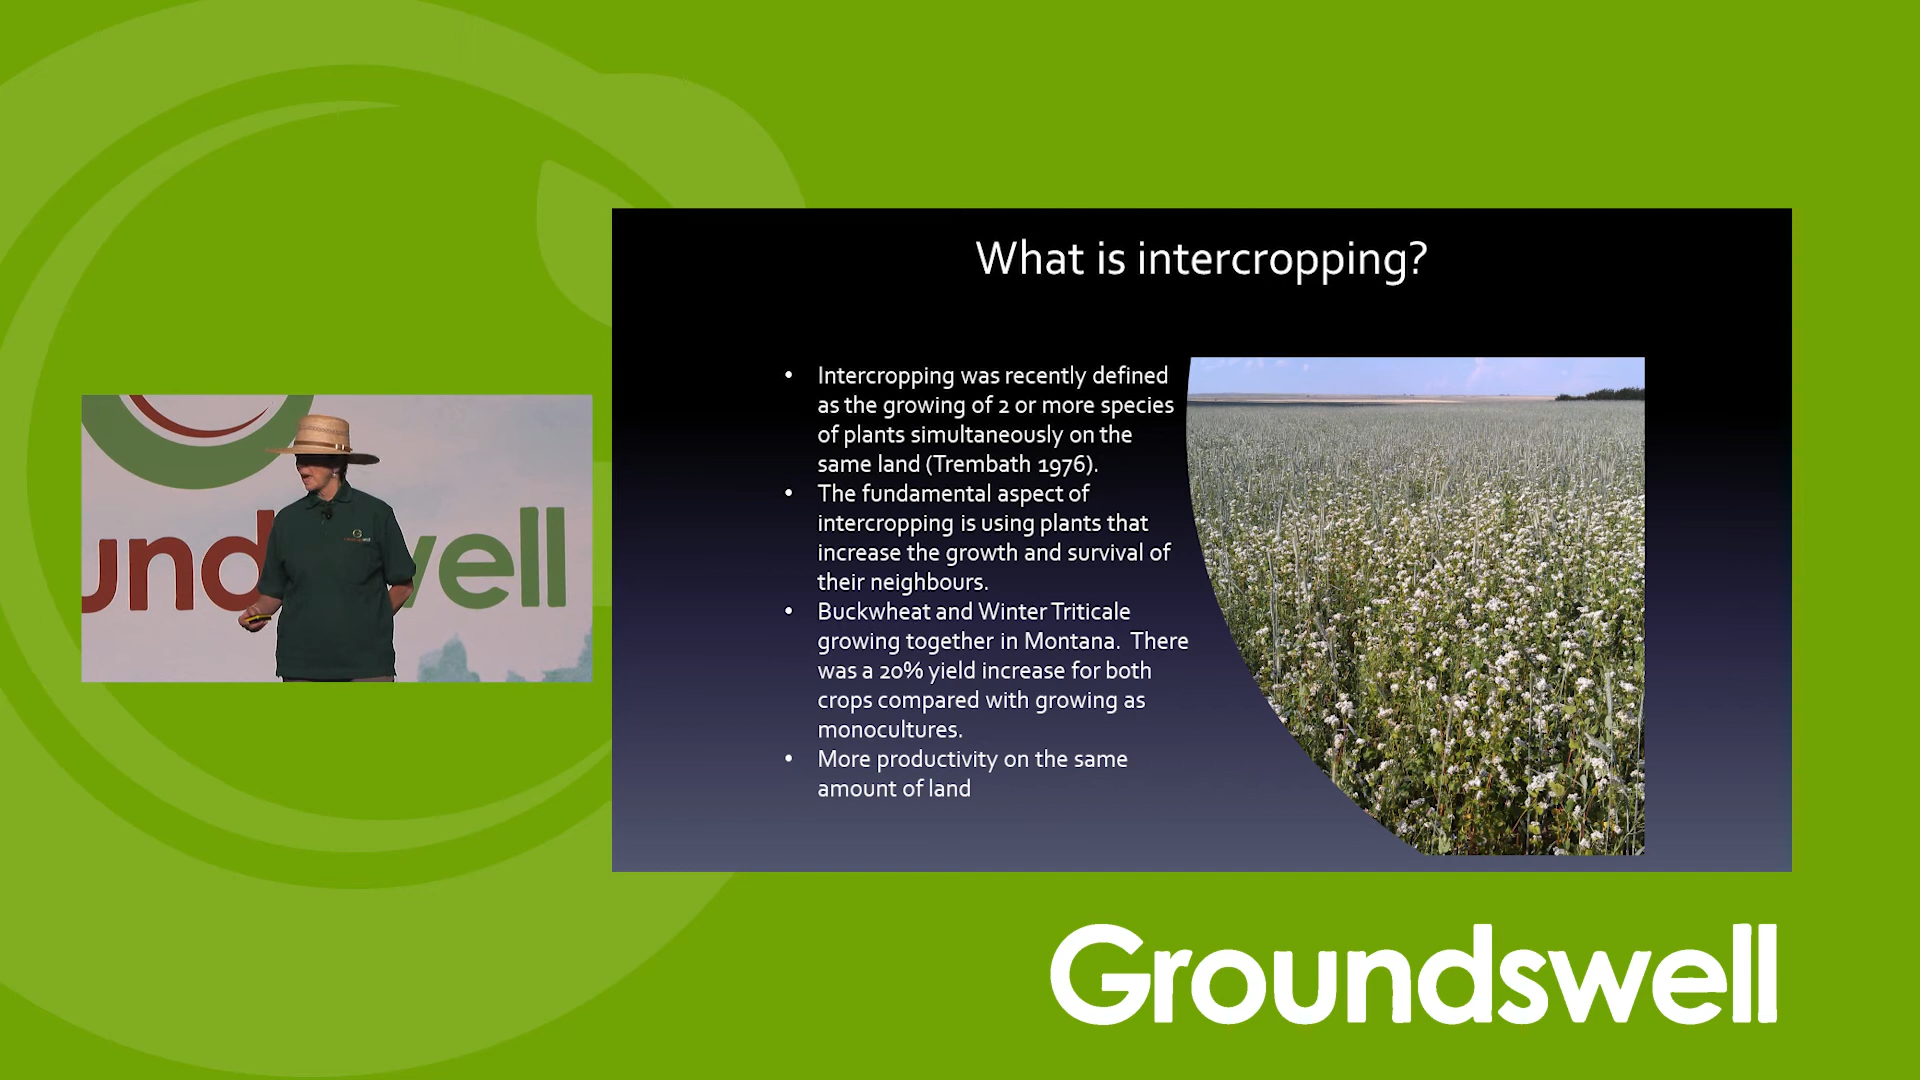 What is intercropping?
• Intercropping was recently defined
as the growing of 2 or more species
of plants simultaneously on the
same land (Trembath 1976).
• The fundamental aspect of
intercropping is using plants that
increase the growth and survival of
their neighbours.
• Buckwheat and Winter Triticale
growing together in Montana. There
was a 20% yield increase for both
crops compared with growing as
monocultures.
• More productivity on the same
amount of land
und well
Groundswell